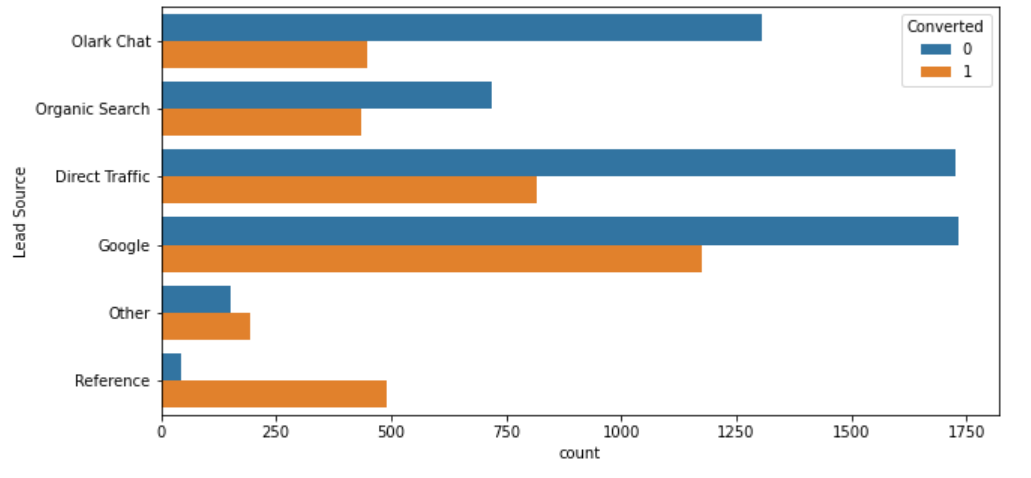 Converted
0
1
Lead Source
Olark Chat
Organic Search
Direct Traffic
Google
Other
Reference
0 250 500 750 1000 1250 1500 1750
count